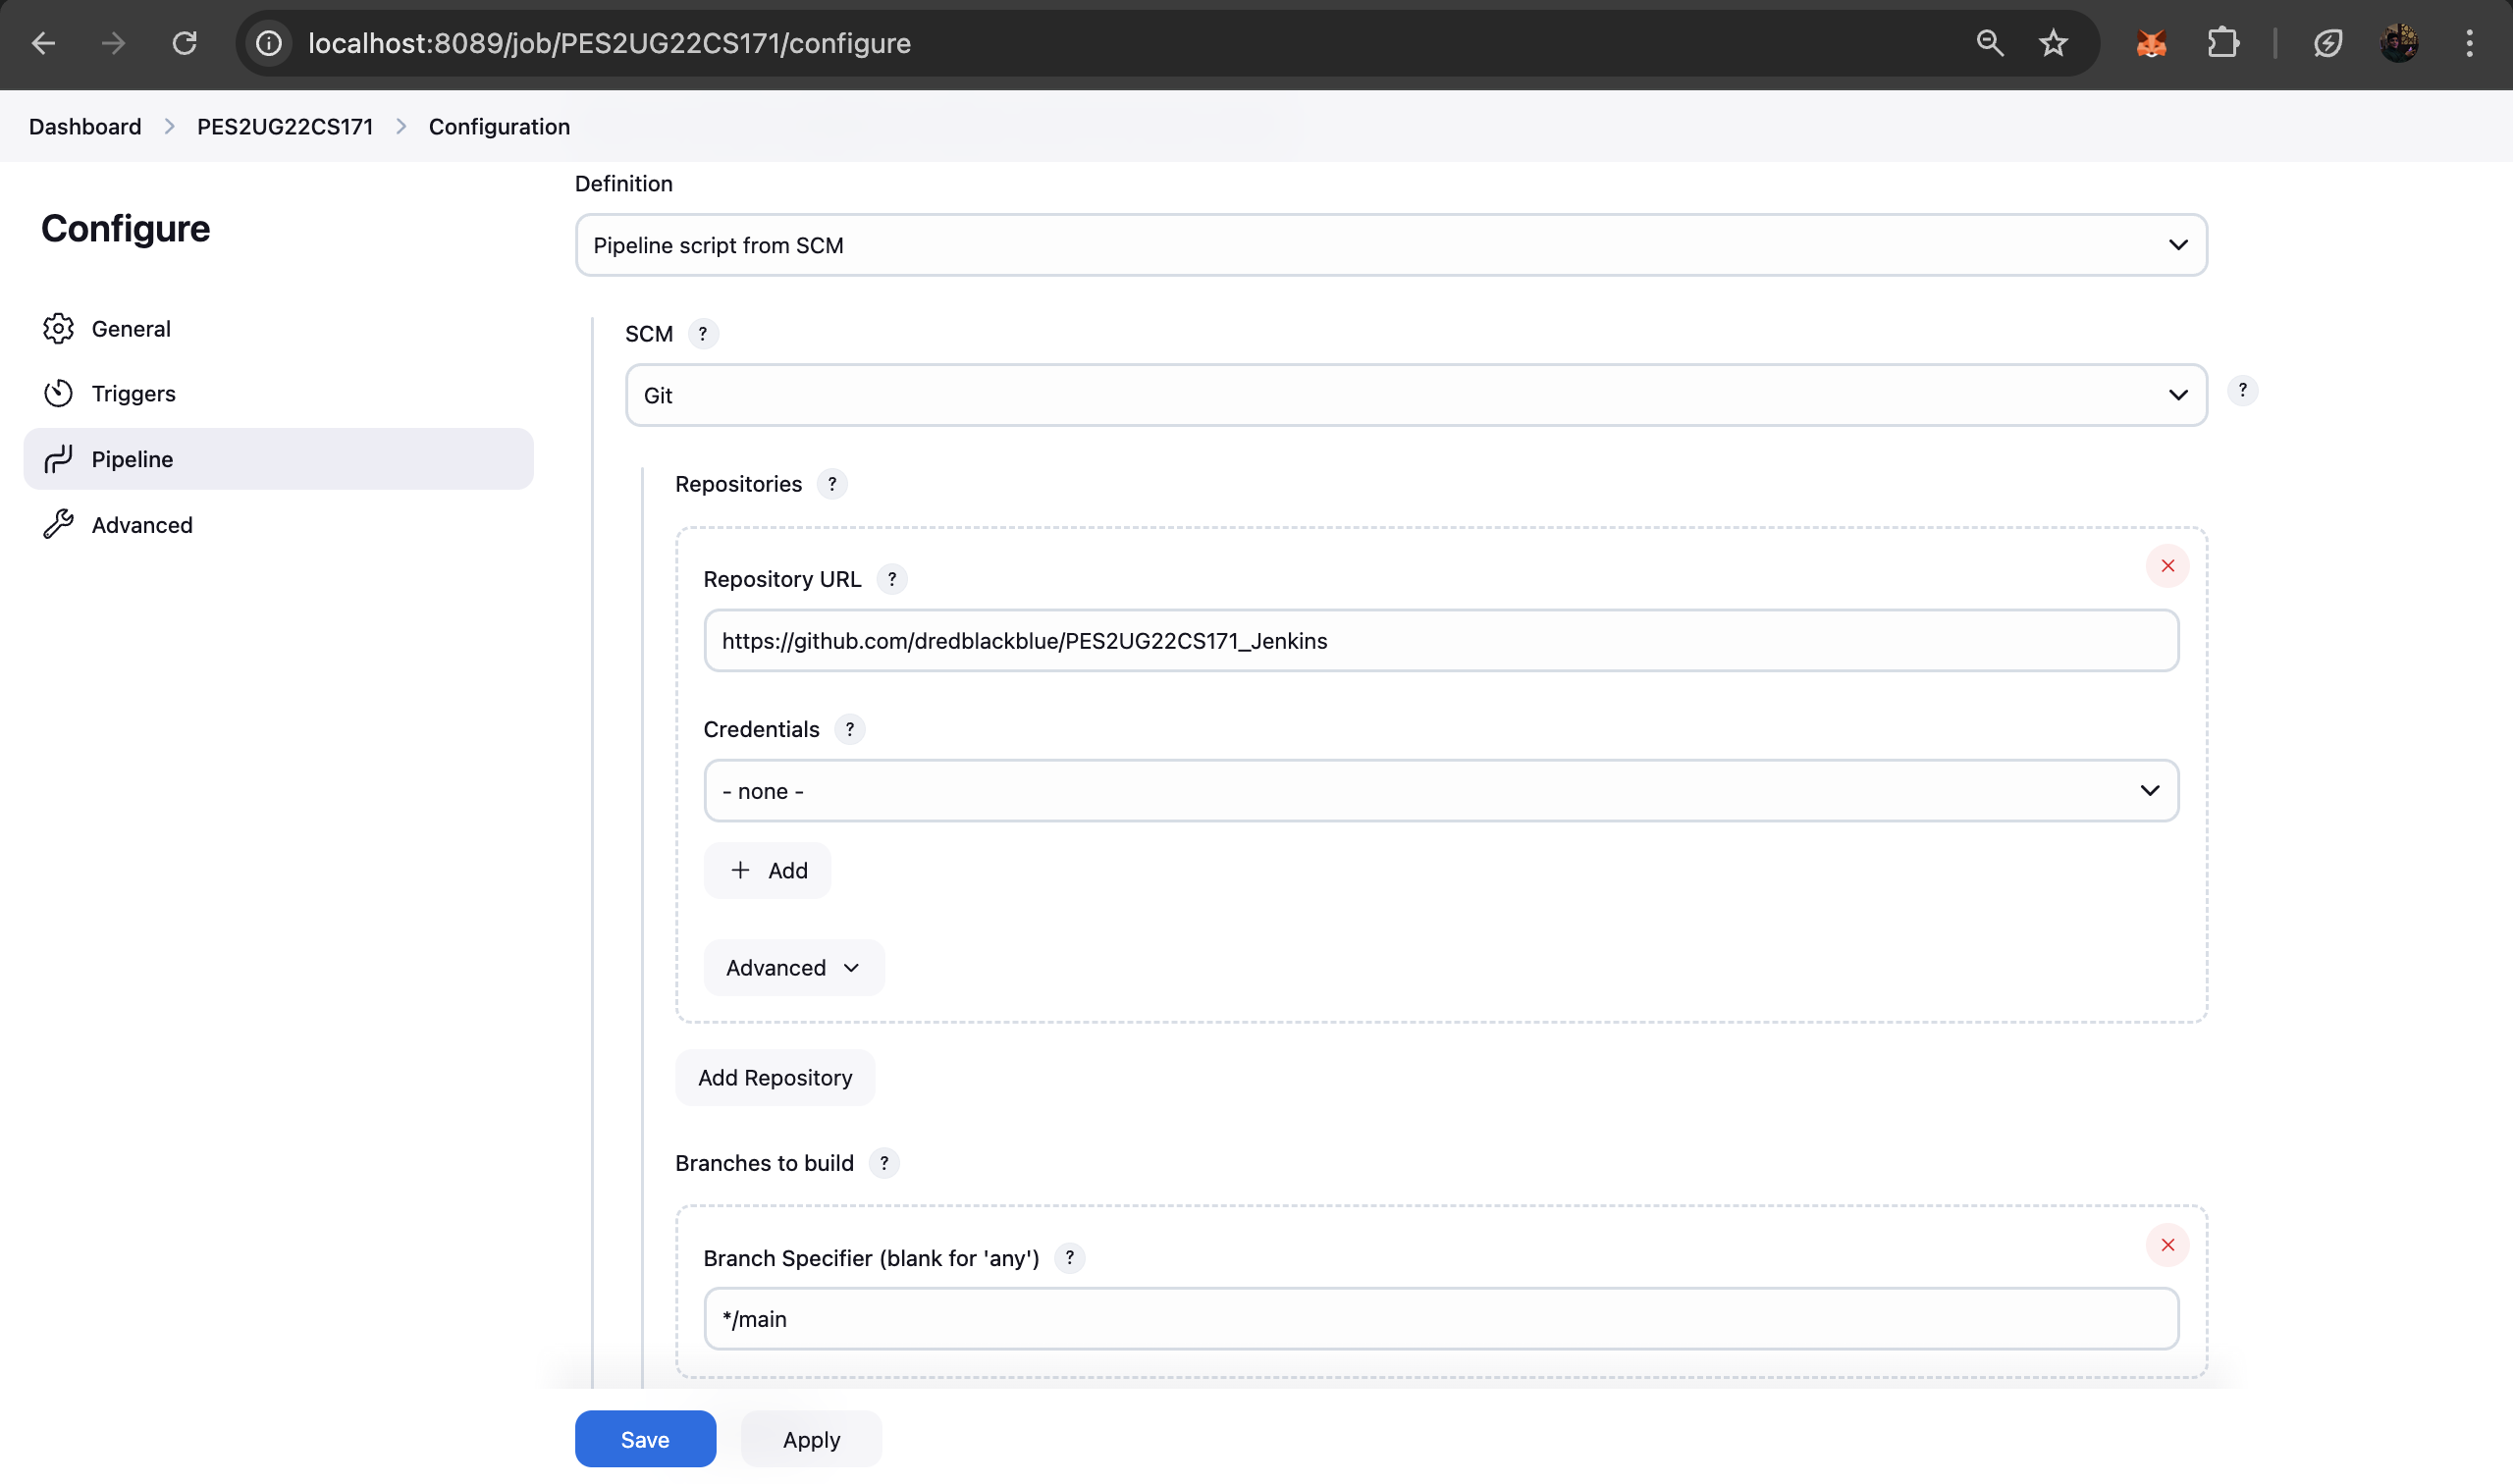 localhost:8089/job/PES2UG22CS171/configure
Dashboard > PES2UG22CS171 > Configuration
Configure
General
Triggers
Pipeline
Advanced
Definition
Pipeline script from SCM
SCM ?
Git
?
Repositories ?
Repository URL ?
https://github.com/dredblackblue/PES2UG22CS171_Jenkins
Credentials ?
- none -
+ Add
Advanced
Add Repository
Branches to build ?
Branch Specifier (blank for 'any') ?
*/main
Save
Apply